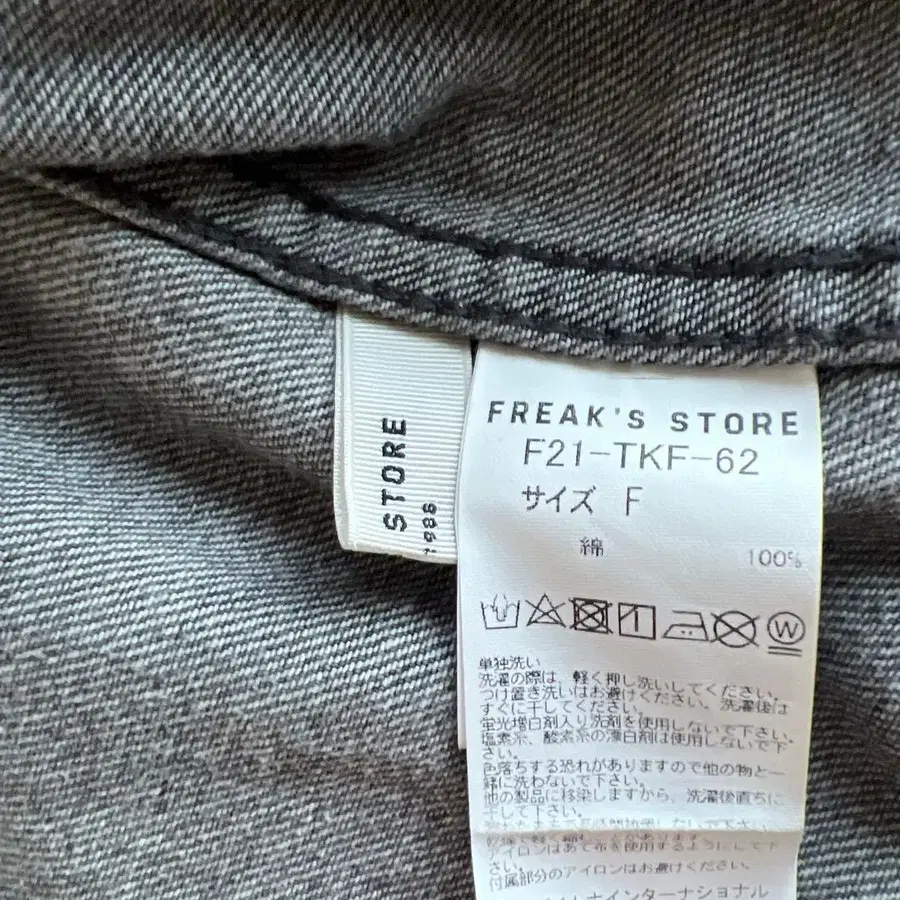 STORE
1986
FREAK'S STORE
F21-TKF-62
サイズ F
綿 100%
W
単独洗い
洗濯の際は、軽く押し洗いしてください。
つけ置き洗いはお避けください。洗濯後は
すぐに干してください。
蛍光増白剤入り洗剤を使用しないで下さい。
塩素系、酸素系の漂白剤は使用しないで下
さい。
色落ちする恐れがありますので他の物と一
緒に洗わないで下さい。
他の製品に移染しますから、洗濯後直ちに
干して下さい。
アイロンはあて布を使用するようにして下
さい。
付属部分のアイロンはお避けください。
インターナショナル